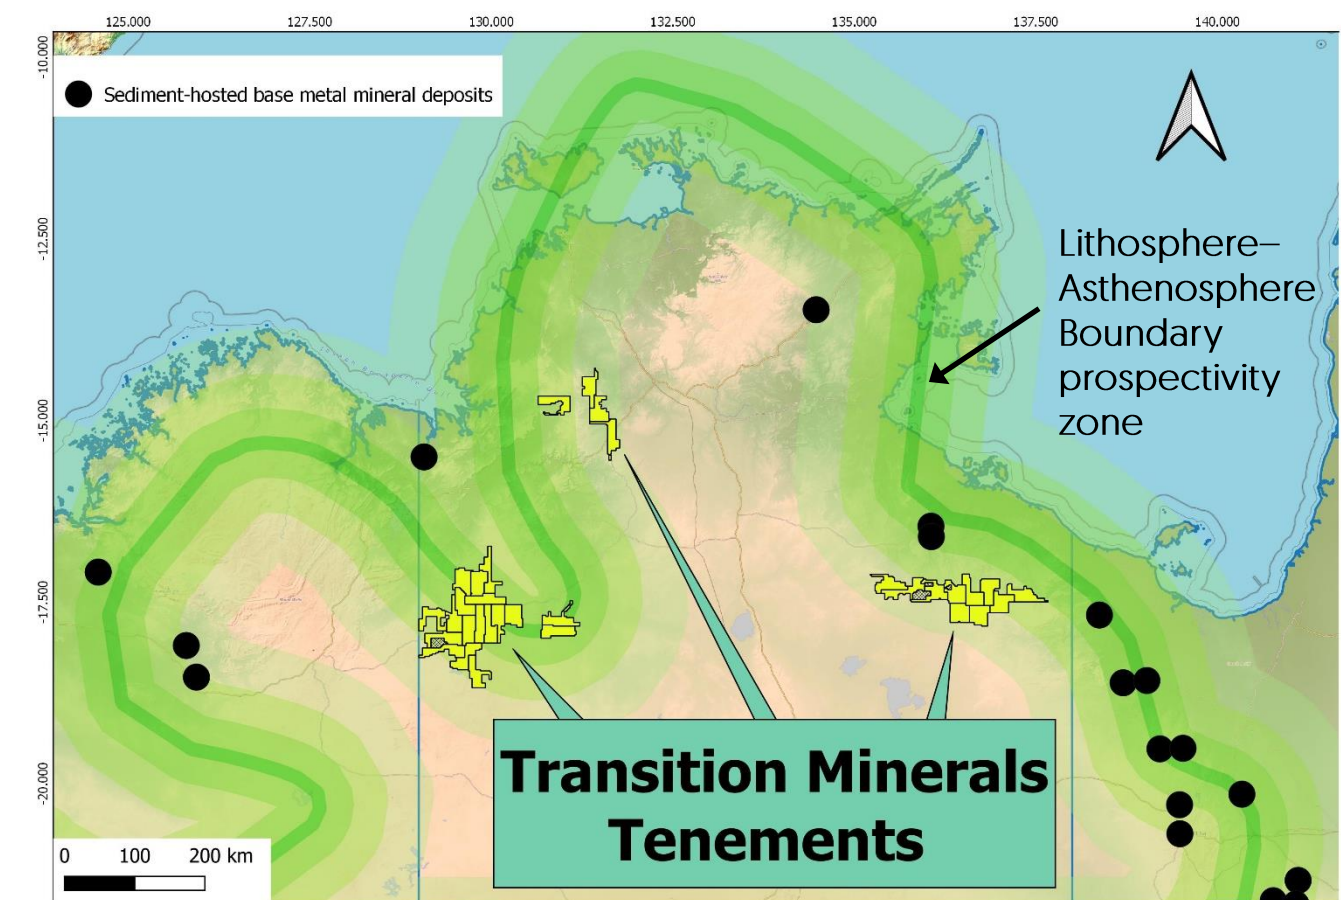 125.000 127.500 130.000 132.500 135.000 137.500 140.000
-10.000
-12.500
-15.000
-17.500
-20.000
Sediment-hosted base metal mineral deposits
Lithosphere–
Asthenosphere
Boundary
prospectivity
zone
Transition Minerals
Tenements
0 100 200 km